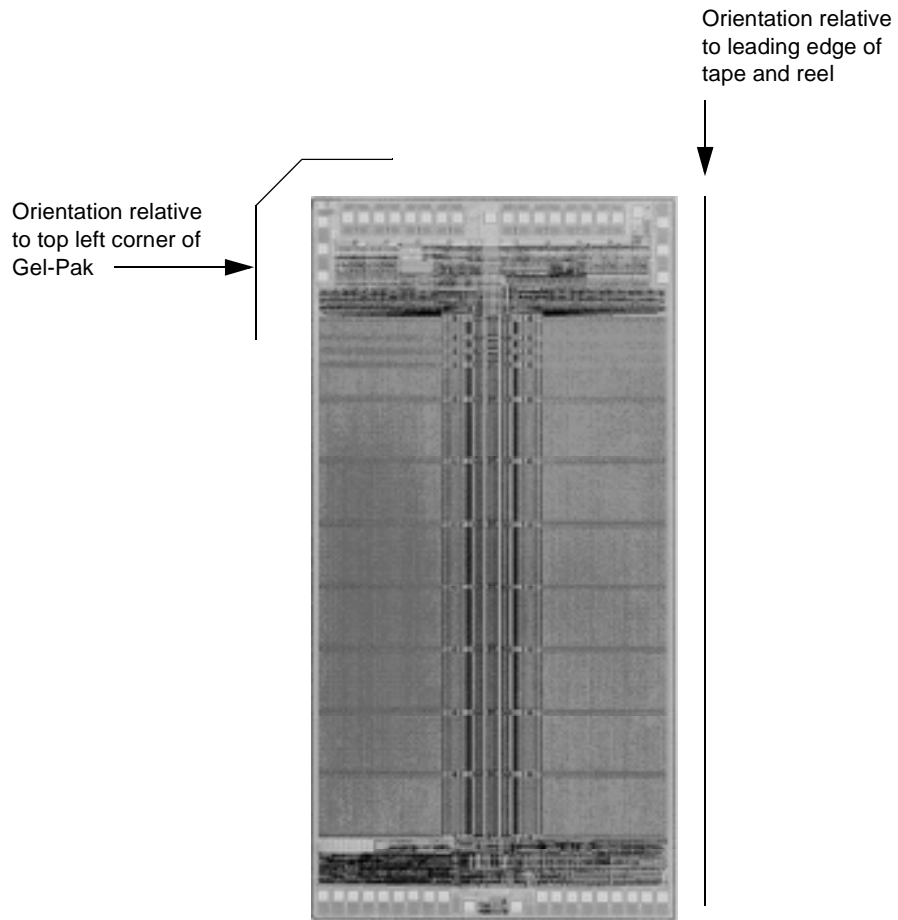 Orientation relative
to leading edge of
tape and reel
Orientation relative
to top left corner of
Gel-Pak